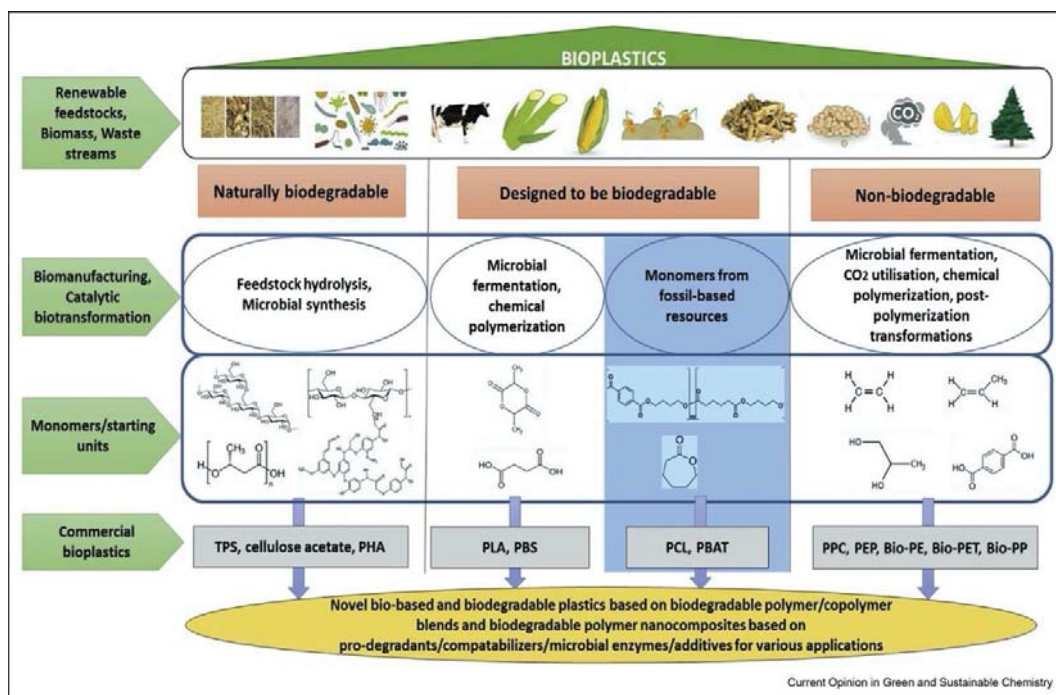 BIOPLASTICS
Renewable
feedstocks,
Biomass, Waste
streams
CO2
Naturally biodegradable
Designed to be biodegradable
Non-biodegradable
Biomanufacturing,
Catalytic
biotransformation
Feedstock hydrolysis,
Microbial synthesis
Microbial
fermentation,
chemical
polymerization
Monomers from
fossil-based
resources
Microbial fermentation,
CO2 utilisation, chemical
polymerization, post-
polymerization
transformations
Monomers/starting
units
Commercial
bioplastics
TPS, cellulose acetate, PHA
PLA, PBS
PCL, PBAT
PPC, PEP, Bio-PE, Bio-PET, Bio-PP
Novel bio-based and biodegradable plastics based on biodegradable polymer/copolymer
blends and biodegradable polymer nanocomposites based on
pro-degradants/compatabilizers/microbial enzymes/additives for various applications
Current Opinion in Green and Sustainable Chemistry